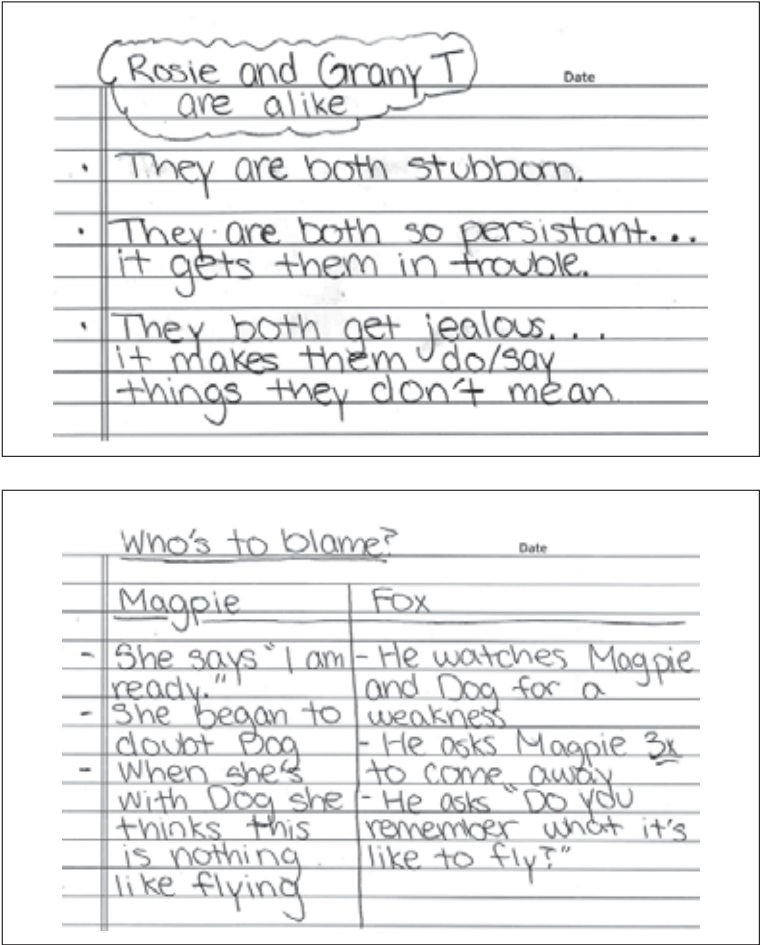 Rosie and Grany T
Date
are alike
· They are both stubborn.
· They are both so persistant...
it gets them in trouble.
· They both get jealous...
it makes them do/say
things they don't mean.
Who's to blame?
Date
Magpie
- She says "I am
ready."
- She began to
doubt Dog
- When she's
with Dog she
thinks this
is nothing
like flying
Fox
- He watches Magpie
and Dog for a
weakness
- He asks Magpie 3x
to come away
- He asks "Do you
remember what it's
like to fly?"